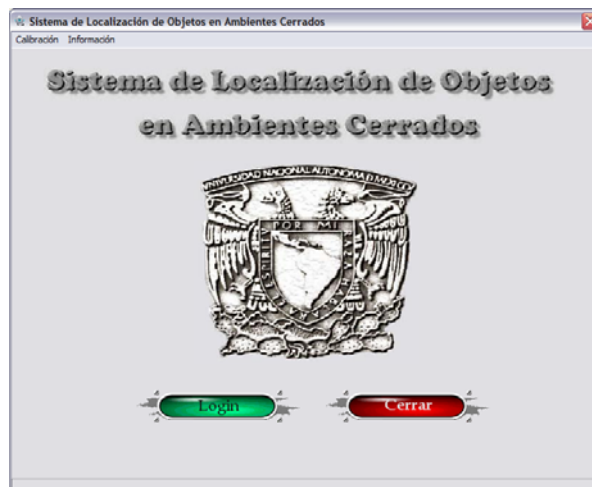 Sistema de Localización de Objetos en Ambientes Cerrados
Calibración Información
Sistema de Localización de Objetos
en Ambientes Cerrados
UNIVERSIDAD NACIONAL AUTONOMA D MEXICO
POR MI
Login Cerrar